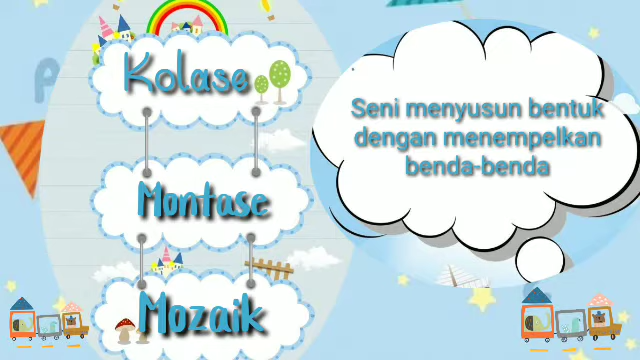 Kolase
Montase
Mozaik
Seni menyusun bentuk
dengan menempelkan
benda-benda